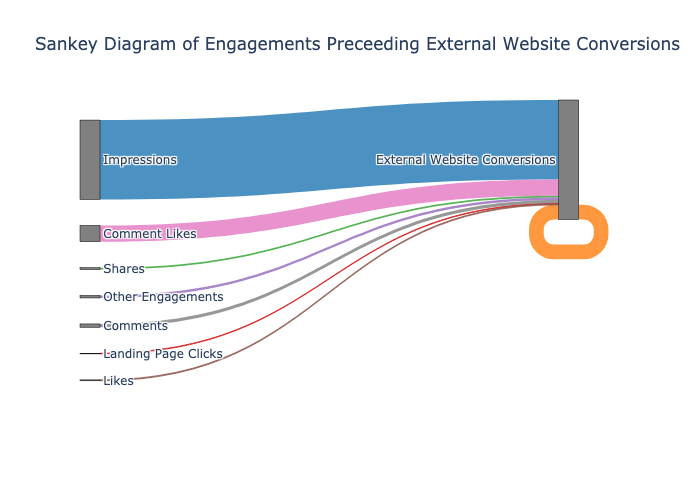 Sankey Diagram of Engagements Preceeding External Website Conversions
Impressions
External Website Conversions
Comment Likes
Shares
Other Engagements
Comments
Landing Page Clicks
Likes